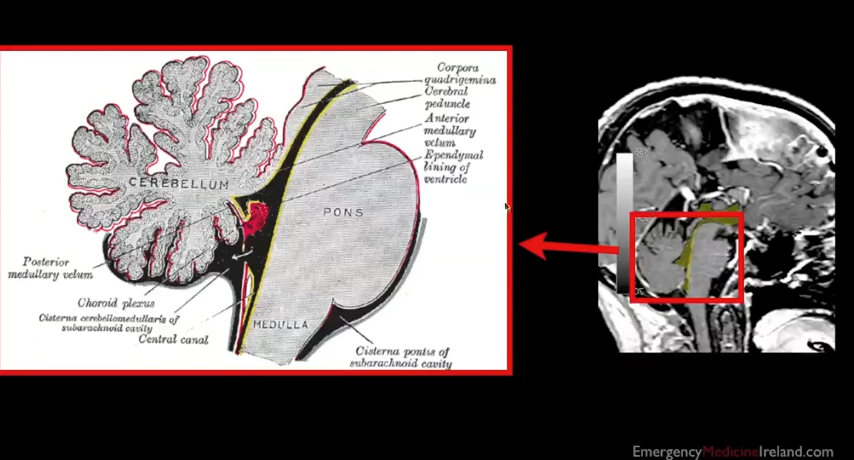 Corpora
quadrigemina
Cerebral
peduncle
Anterior
medullary
velum
Ependymal
lining of
ventricle
CEREBELLUM
PONS
Posterior
medullary velum
Choroid plexus
Cisterna cerebellomedullaris of
subarachnoid cavity
Central canal
MEDULLA
Cisterna pontis of
subarachnoid cavity
EmergencyMedicineIreland.com